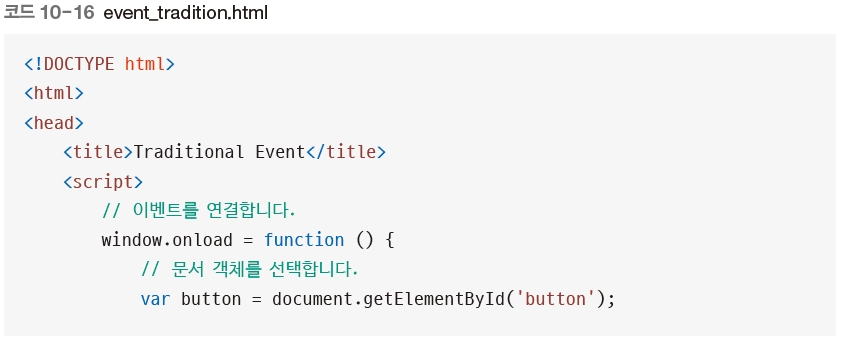 코드 10-16 event_tradition.html
<!DOCTYPE html>
<html>
<head>
<title>Traditional Event</title>
<script>
// 이벤트를 연결합니다.
window.onload = function () {
// 문서 객체를 선택합니다.
var button = document.getElementById('button');